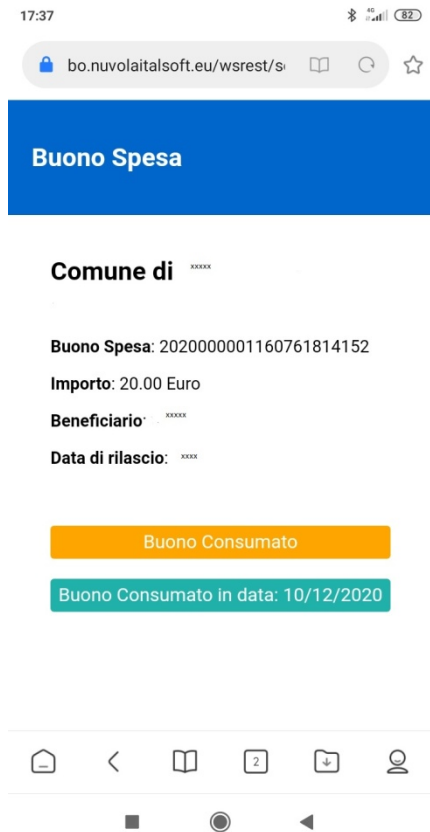 17:37
4G
82
bo.nuvolaitalsoft.eu/wsrest/s
Buono Spesa
Comune di xxxxx
Buono Spesa: 2020000001160761814152
Importo: 20.00 Euro
Beneficiario: xxxxx
Data di rilascio: xxxx
Buono Consumato
Buono Consumato in data: 10/12/2020
2